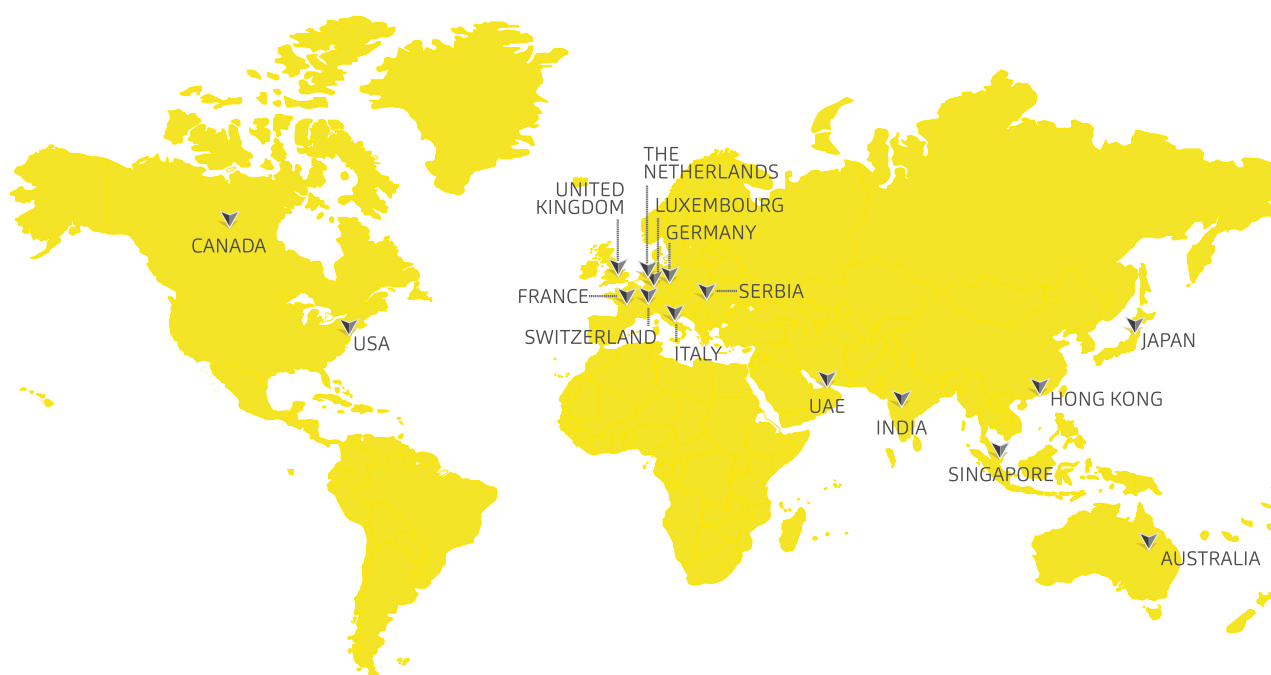 THE
NETHERLANDS
UNITED
KINGDOM
LUXEMBOURG
GERMANY
CANADA
FRANCE
SERBIA
SWITZERLAND
ITALY
USA
JAPAN
UAE
HONG KONG
INDIA
SINGAPORE
AUSTRALIA